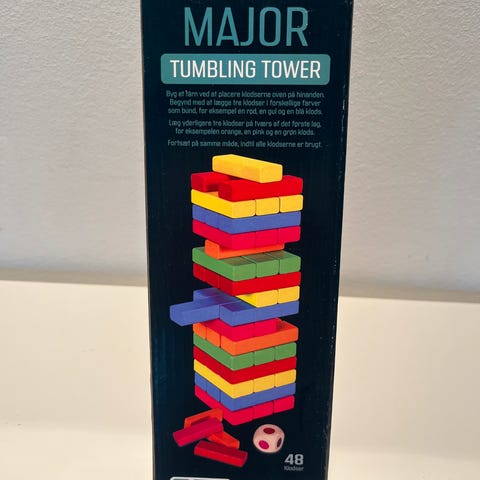 MAJOR
TUMBLING TOWER
Byg et tårn ved at placere klodserne oven på hinanden.
Begynd med at lægge tre klodser i forskellige farver
som bund, for eksempel en rød, en gul og en blå klods.
Læg yderligere tre klodser på tværs af det første lag,
for eksempelen orange, en pink og en grøn klods.
Fortsæt på samme måde, indtil alle klodserne er brugt.
48
Klodser